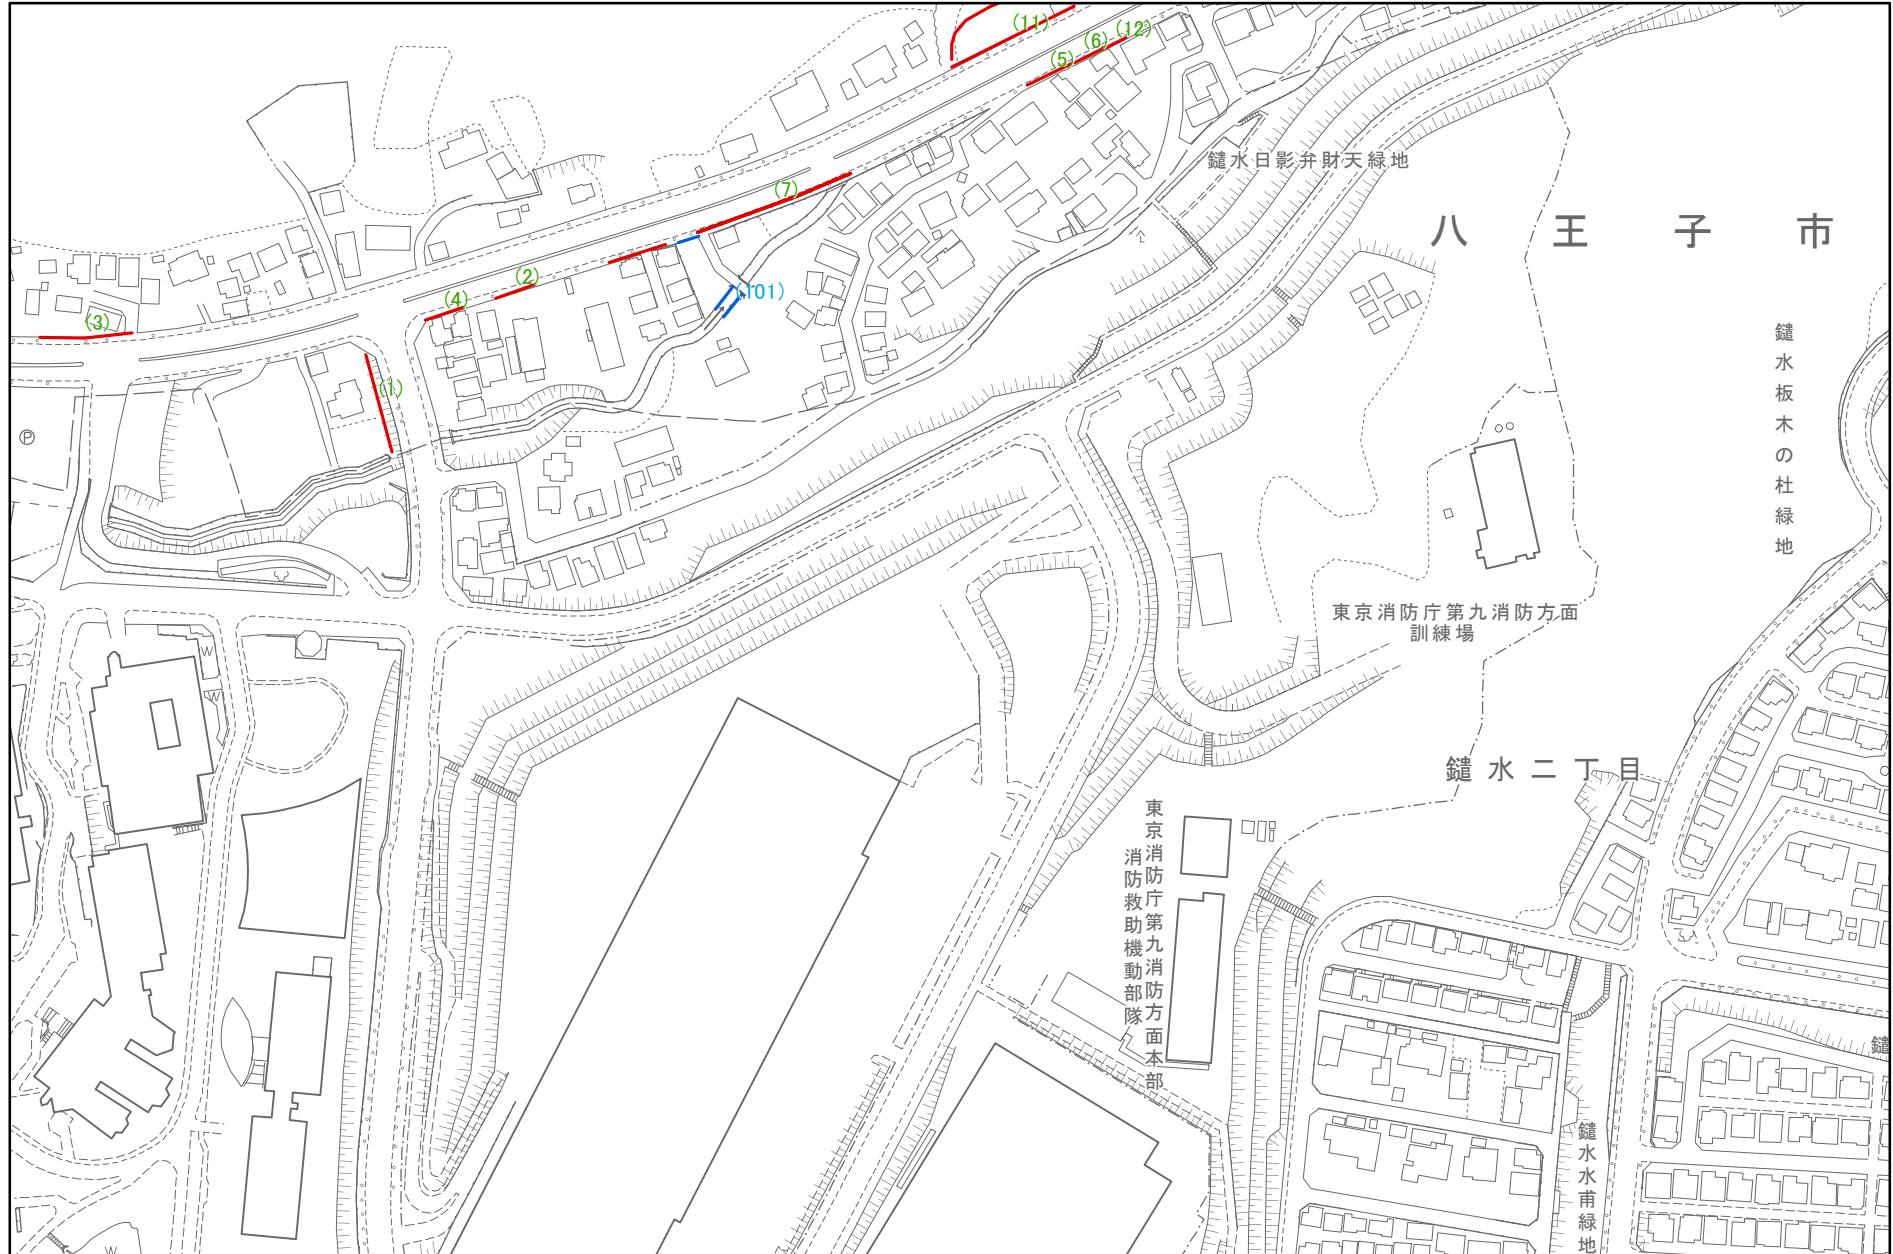 (11)
(12)
(6)
(5)
鑓水日影弁財天緑地
(7)
八王子市
(2)
(101)
(4)
(3)
(1)
鑓水板木の杜緑地
P
東京消防庁第九消防方面
訓練場
W
W
鑓水二丁目
東京消防庁第九消防方面本部
消防救助機動部隊
鑓
鑓水水甫緑地
W